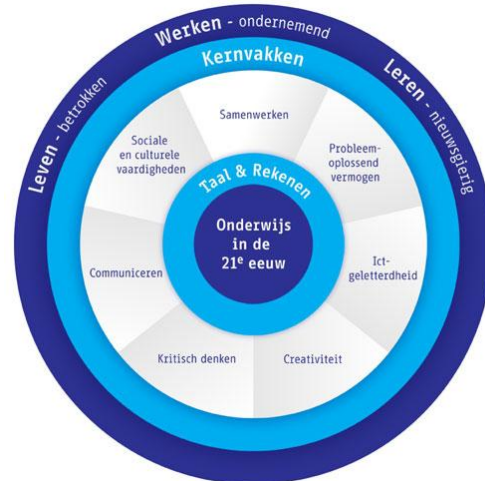 Werken - ondernemend
Leven - betrokken
Leren - nieuwsgierig
Kernvakken
Samenwerken
Sociale
en culturele
vaardigheden
Probleem-
oplossend
vermogen
Taal & Rekenen
Onderwijs
in de
21e eeuw
Communiceren
Ict-
geletterdheid
Kritisch denken
Creativiteit